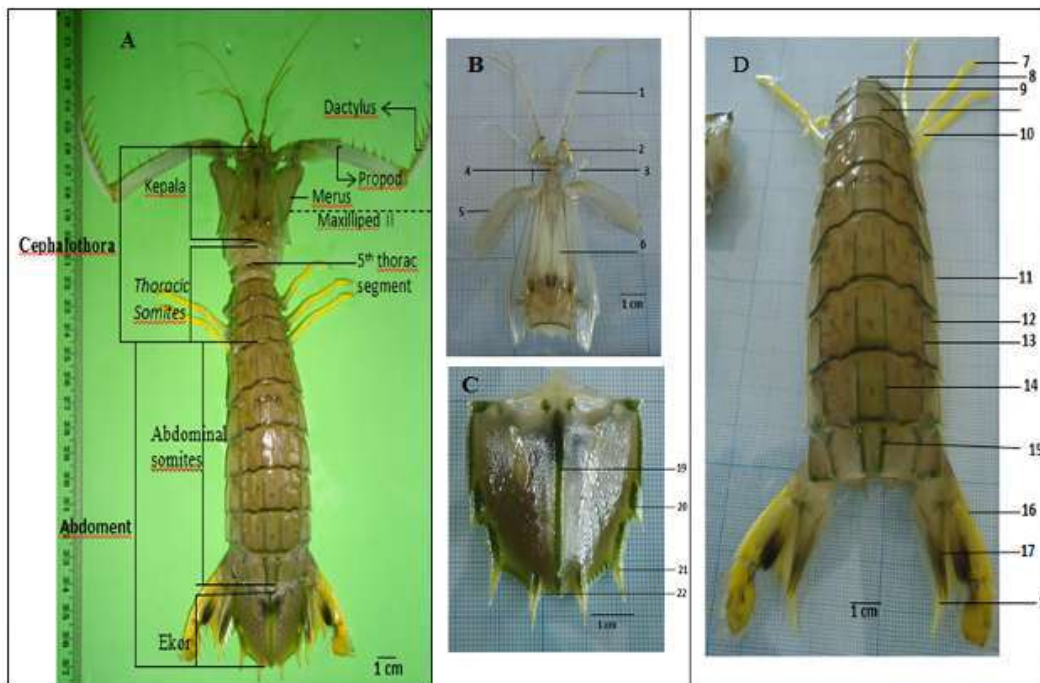 A
Dactylus
Propod
Kepala
Merus
Maxilliped II
Cephalothora
5th thorac
segment
Thoracic
Somites
Abdominal
somites
Abdoment
Ekor
1 cm
B
1
2
3
4
5
6
1 cm
C
19
20
21
22
1 cm
D
7
8
9
10
11
12
13
14
15
16
17
1 cm